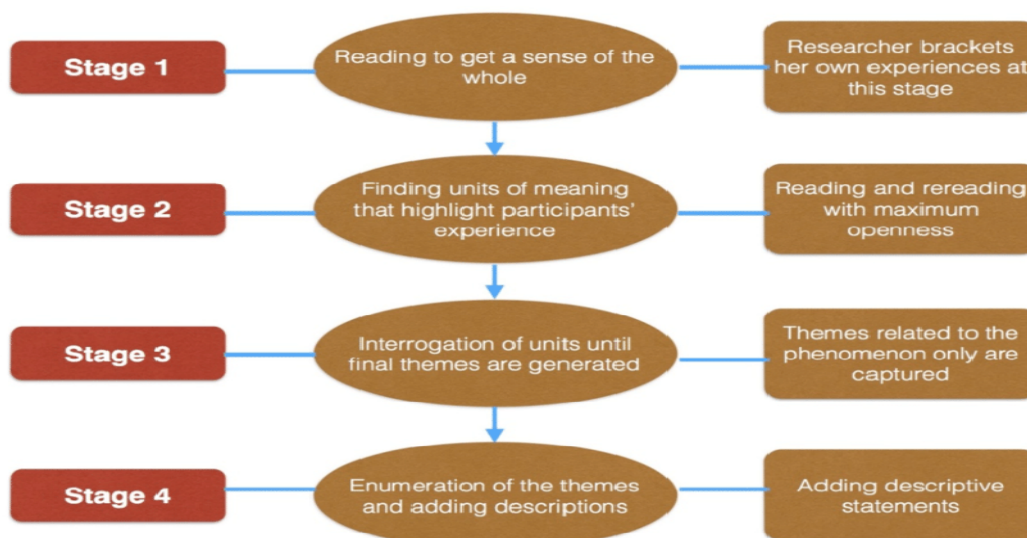 Stage 1
Reading to get a sense of the
whole
Researcher brackets
her own experiences at
this stage
Stage 2
Finding units of meaning
that highlight participants'
experience
Reading and rereading
with maximum
openness
Stage 3
Interrogation of units until
final themes are generated
Themes related to the
phenomenon only are
captured
Stage 4
Enumeration of the themes
and adding descriptions
Adding descriptive
statements